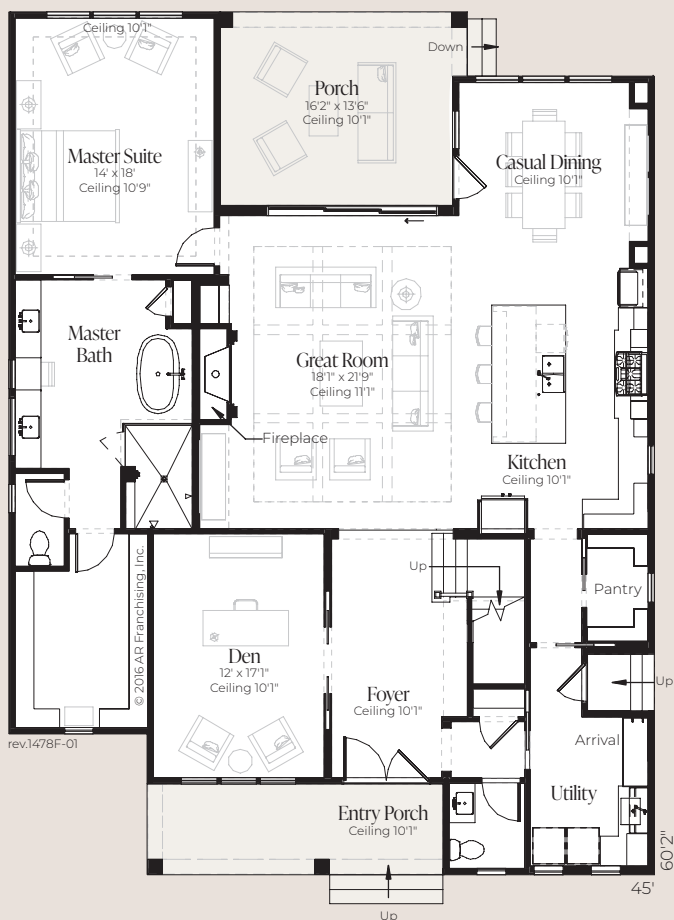 Ceiling 10'1"
Down
Porch
16'2" x 13'6"
Ceiling 10'1"
Master Suite
14' x 18'
Ceiling 10'9"
Casual Dining
Ceiling 10'1"
Master
Bath
Great Room
18'1" x 21'9"
Ceiling 11'1"
Fireplace
Kitchen
Ceiling 10'1"
Up
Pantry
© 2016 AR Franchising, Inc.
Den
12' x 17'1"
Ceiling 10'1"
Foyer
Ceiling 10'1"
Up
rev.1478F-01
Arrival
Utility
Entry Porch
Ceiling 10'1"
60'2"
45'
Up